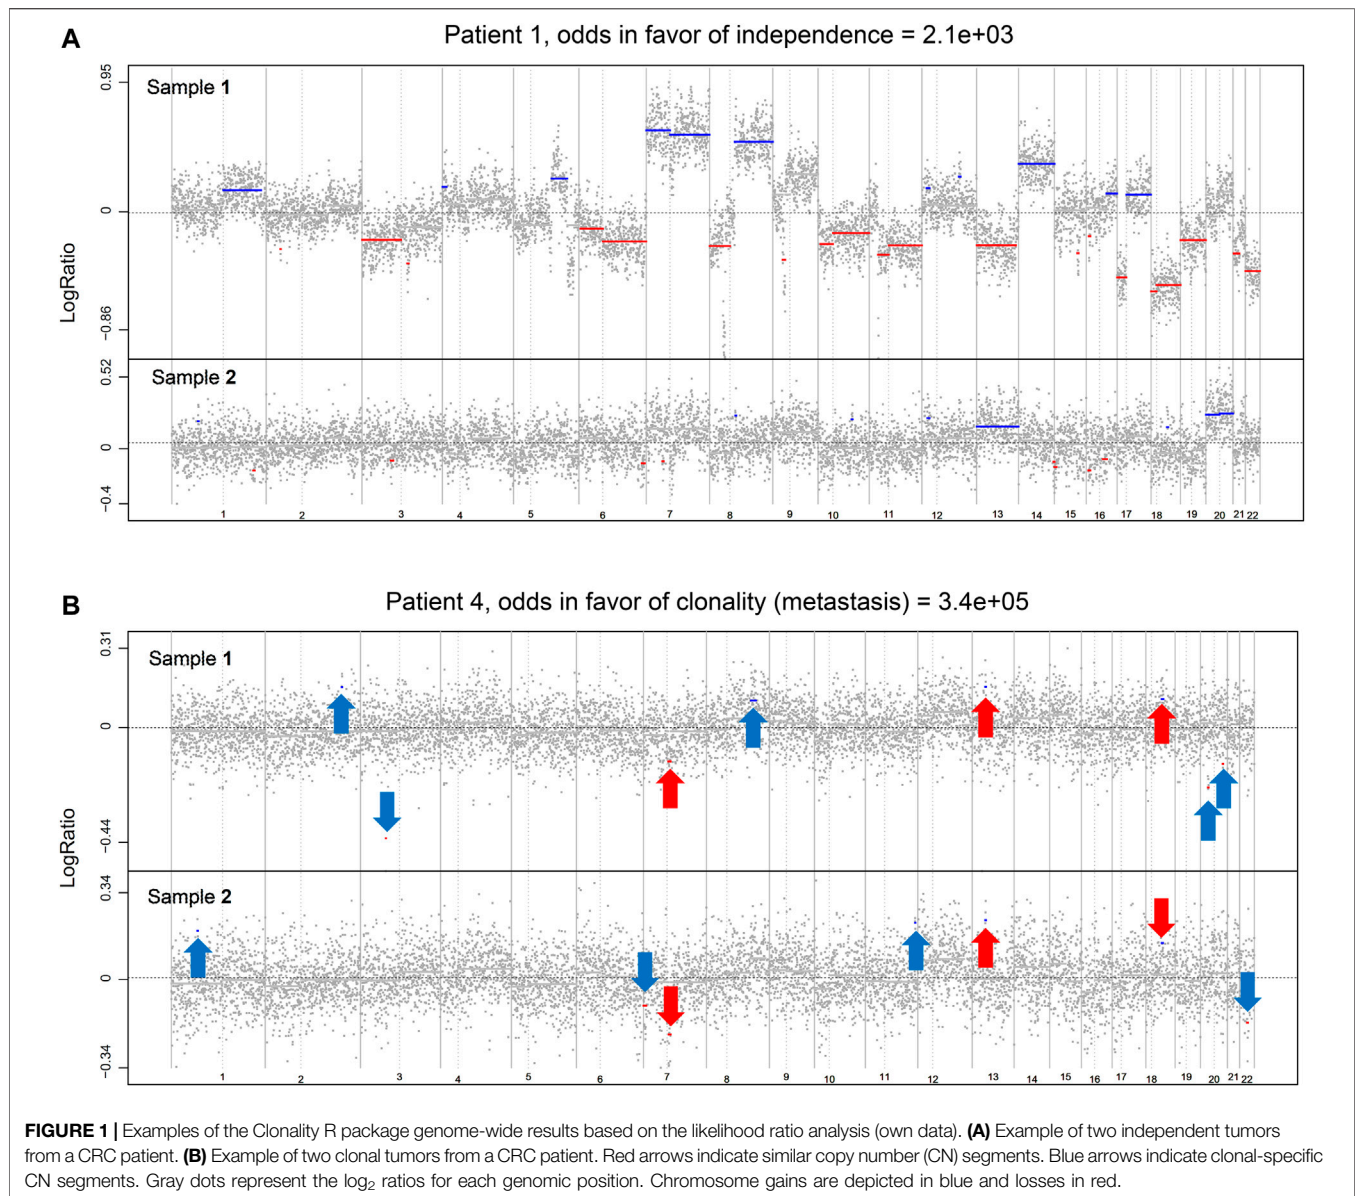 A
Patient 1, odds in favor of independence = 2.1e+03
Sample 1
0.95
0
-0.86
LogRatio
Sample 2
0.52
0
-0.4
1 2 3 4 5 6 7 8 9 10 11 12 13 14 15 16 17 18 19 20 21 22
B
Patient 4, odds in favor of clonality (metastasis) = 3.4e+05
Sample 1
0.31
0
-0.44
LogRatio
Sample 2
0.34
0
-0.34
1 2 3 4 5 6 7 8 9 10 11 12 13 14 15 16 17 18 19 20 21 22
FIGURE 1 | Examples of the Clonality R package genome-wide results based on the likelihood ratio analysis (own data). (A) Example of two independent tumors
from a CRC patient. (B) Example of two clonal tumors from a CRC patient. Red arrows indicate similar copy number (CN) segments. Blue arrows indicate clonal-specific
CN segments. Gray dots represent the log₂ ratios for each genomic position. Chromosome gains are depicted in blue and losses in red.